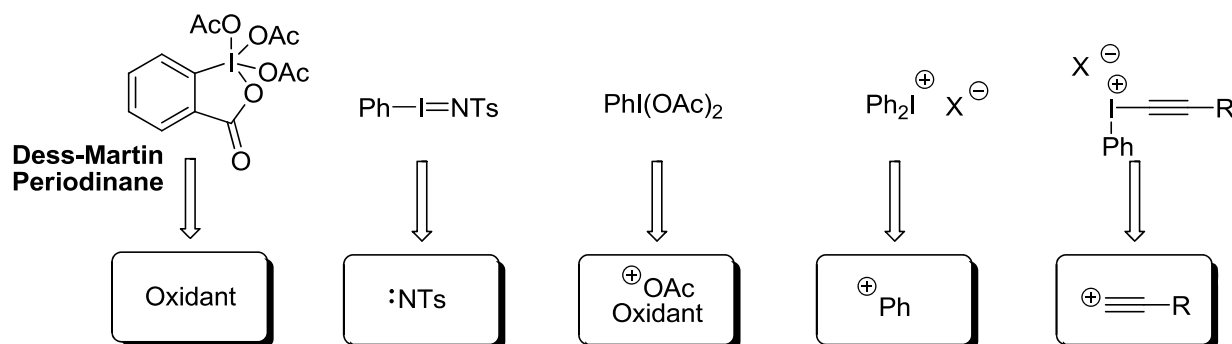 AcO
OAc
I
OAc
O
O
Dess-Martin
Periodinane
Ph I NTs
PhI(OAc)₂
Ph₂I⊕ X⊖
X⊖
⊕
I R
Ph
Oxidant
:NTs
⊕OAc
Oxidant
⊕Ph
⊕ R